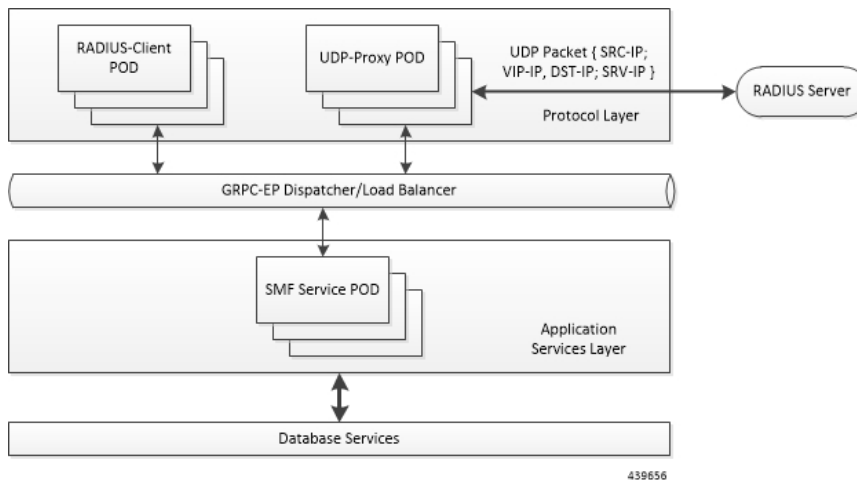 RADIUS-Client
POD
UDP-Proxy POD
UDP Packet { SRC-IP;
VIP-IP, DST-IP; SRV-IP }
Protocol Layer
RADIUS Server
GRPC-EP Dispatcher/Load Balancer
SMF Service POD
Application
Services Layer
Database Services
439656